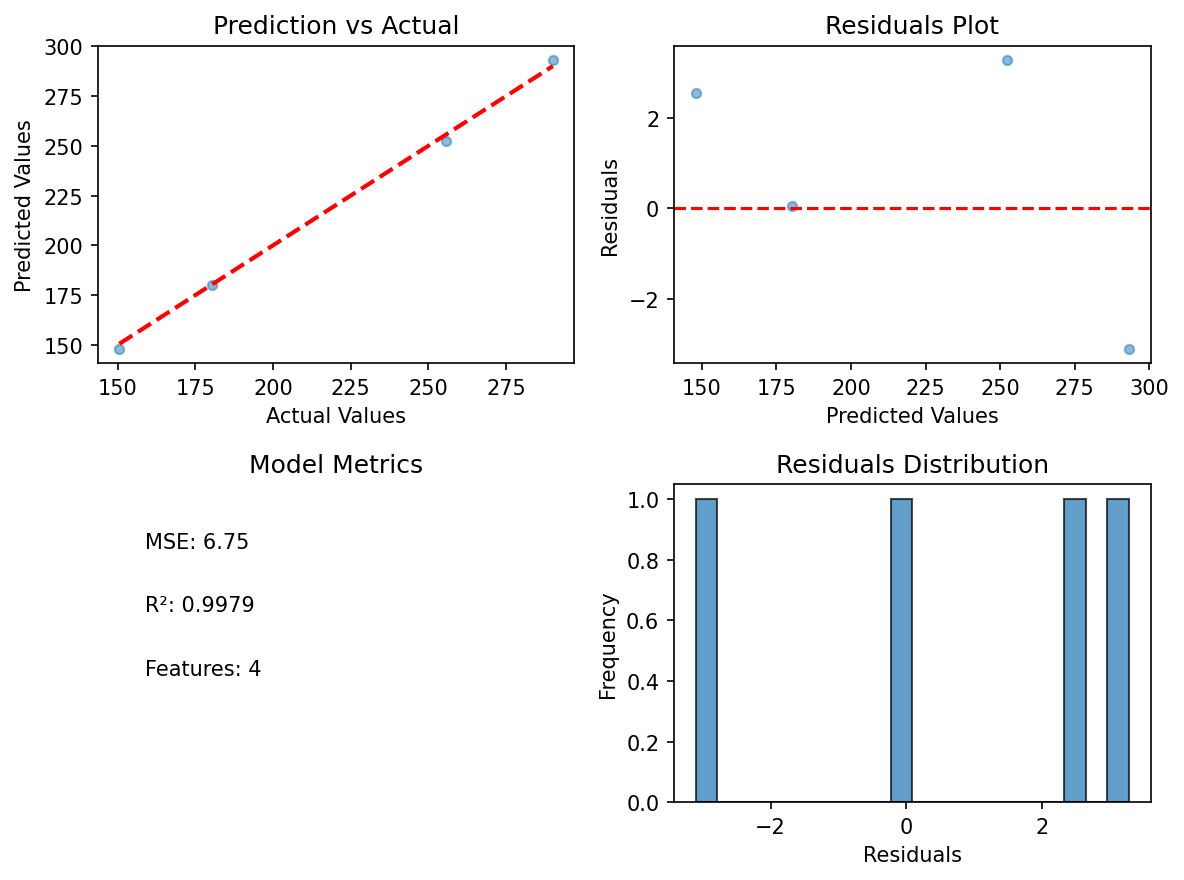 Prediction vs Actual
300
275
250
225
200
175
150
Predicted Values
150 175 200 225 250 275
Actual Values
Residuals Plot
2
0
−2
Residuals
150 175 200 225 250 275 300
Predicted Values
Model Metrics
MSE: 6.75
R²: 0.9979
Features: 4
Residuals Distribution
1.0
0.8
0.6
0.4
0.2
0.0
Frequency
−2 0 2
Residuals